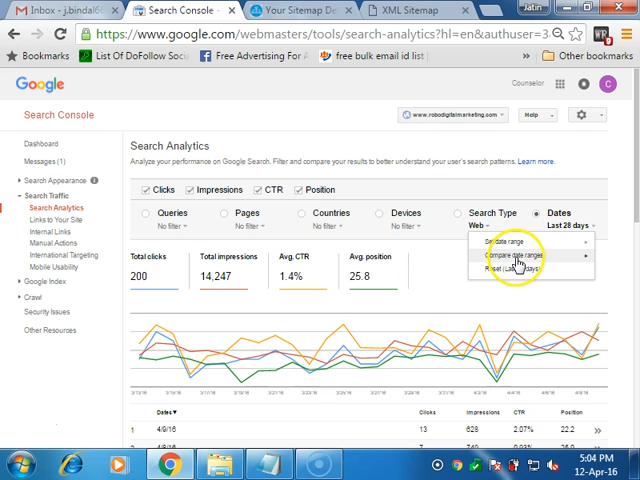 Inbox - j.bindal6
Search Console -
Your Sitemap De
XML Sitemap
Jatin
https://www.google.com/webmasters/tools/search-analytics?hl=en&authuser=3
Bookmarks
List Of DoFollow Soci
Free Advertising For
free bulk email id list
Other bookmarks
Google
Counselor
C
Search Console
www.robodigitalmarketing.com
Help
Dashboard
Messages (1)
Search Appearance
Search Traffic
Search Analytics
Links to Your Site
Internal Links
Manual Actions
International Targeting
Mobile Usability
Google Index
Crawl
Security Issues
Other Resources
Search Analytics
Analyze your performance on Google Search. Filter and compare your results to better understand your user's search patterns. Learn more.
Clicks Impressions CTR Position
Queries Pages Countries Devices Search Type Dates
No filter No filter No filter No filter Web Last 28 days
Set date range
Compare date ranges
Reset
Total clicks Total impressions Avg. CTR Avg. position
200 14,247 1.4% 25.8
Dates Clicks Impressions CTR Position
1 4/9/16 13 628 2.07% 22.2
5:04 PM
12-Apr-16